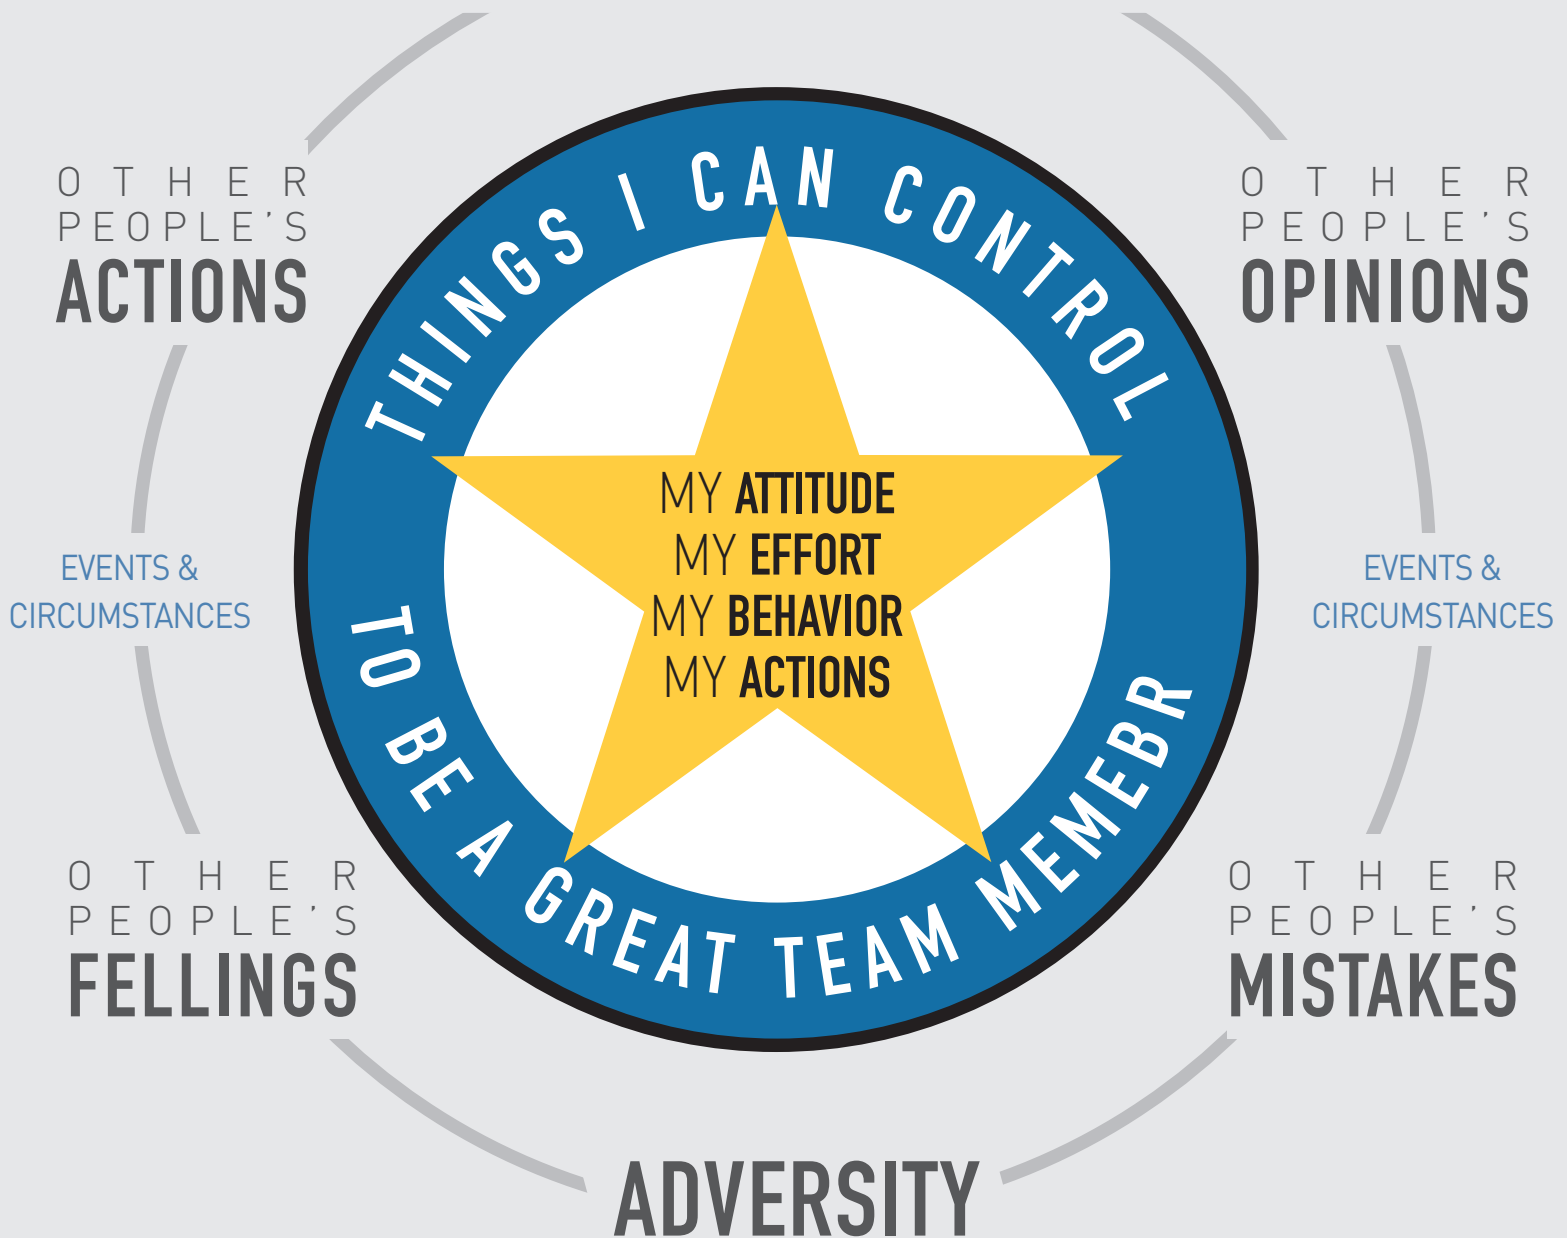 THINGS I CAN CONTROL
OTHER
PEOPLE'S
ACTIONS
OTHER
PEOPLE'S
OPINIONS
MY ATTITUDE
MY EFFORT
MY BEHAVIOR
MY ACTIONS
EVENTS &
CIRCUMSTANCES
EVENTS &
CIRCUMSTANCES
TO BE A GREAT TEAM MEMEBR
OTHER
PEOPLE'S
FELLINGS
OTHER
PEOPLE'S
MISTAKES
ADVERSITY